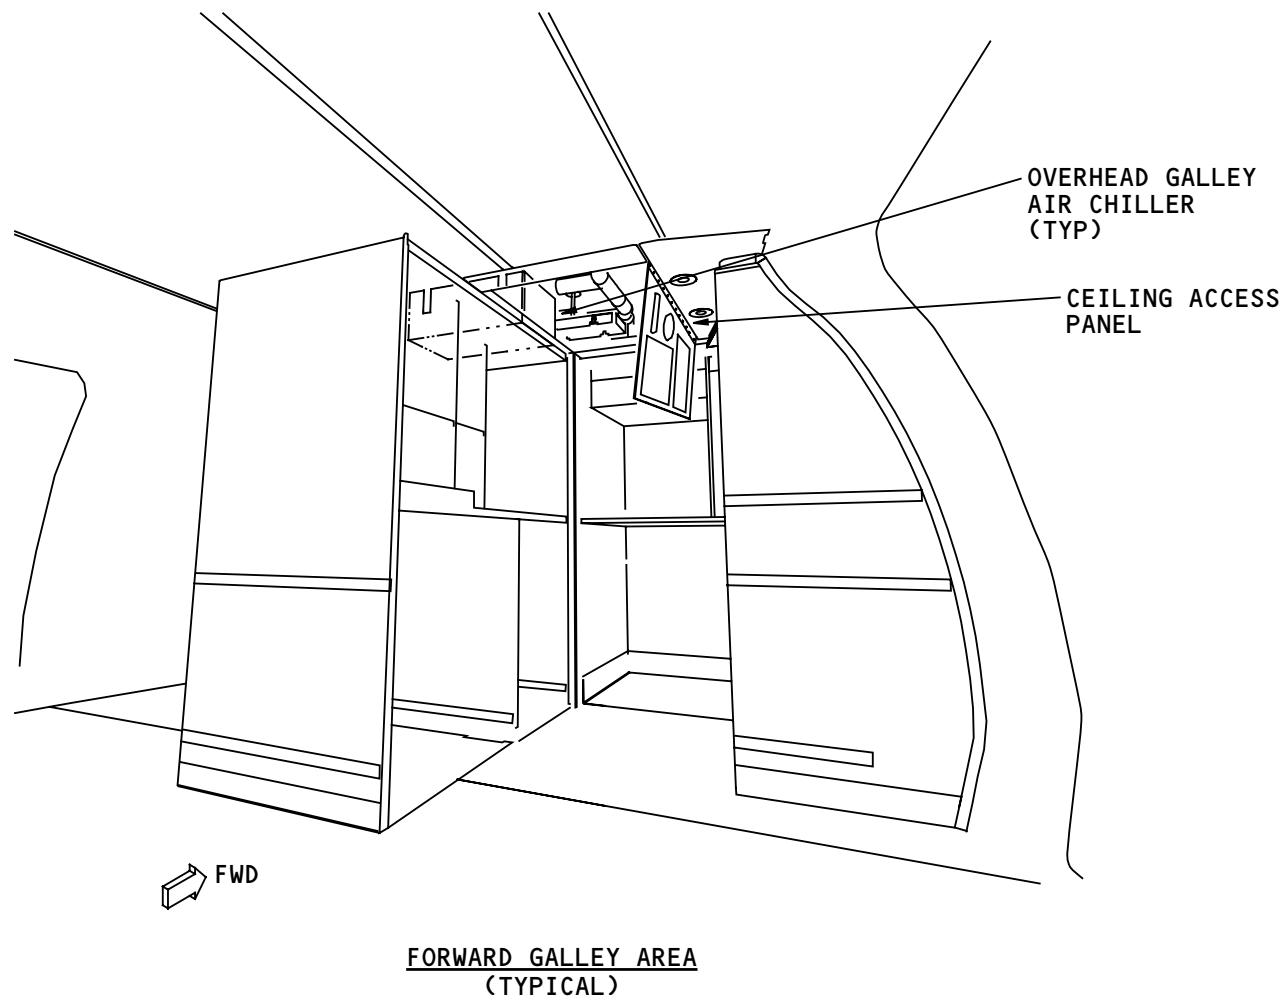 OVERHEAD GALLEY
AIR CHILLER
(TYP)
CEILING ACCESS
PANEL
FWD
FORWARD GALLEY AREA
(TYPICAL)